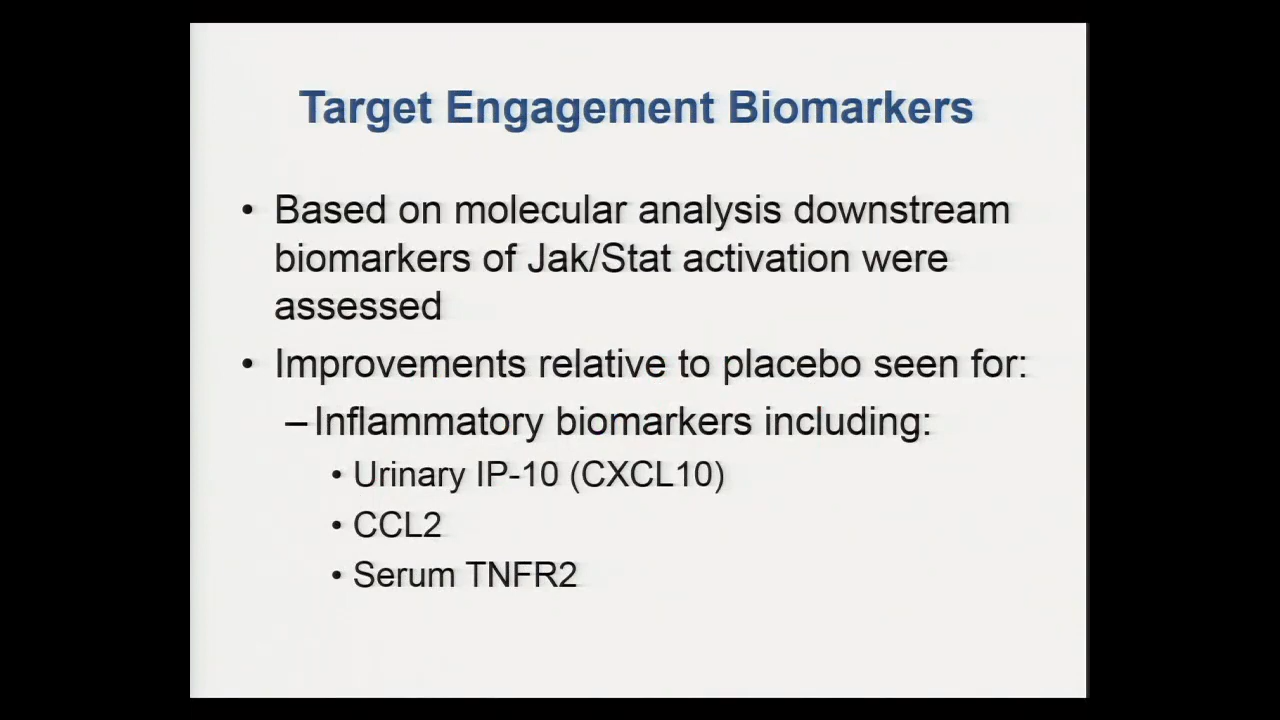 Target Engagement Biomarkers
• Based on molecular analysis downstream
biomarkers of Jak/Stat activation were
assessed
• Improvements relative to placebo seen for:
– Inflammatory biomarkers including:
• Urinary IP-10 (CXCL10)
• CCL2
• Serum TNFR2